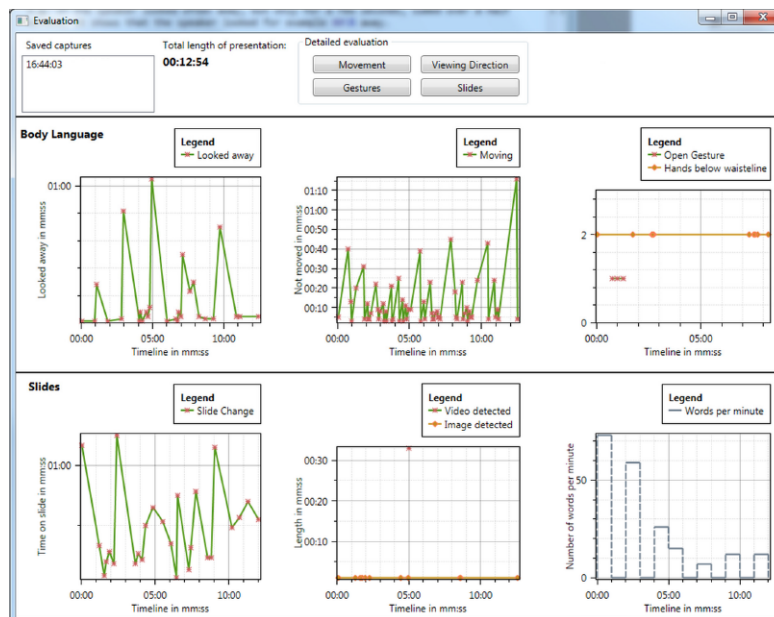 Evaluation
Saved captures
16:44:03
Total length of presentation:
00:12:54
Detailed evaluation
Movement
Viewing Direction
Gestures
Slides
Body Language
Legend
Looked away
01:00
Looked away in mm:ss
00:00
05:00
10:00
Timeline in mm:ss
Legend
Moving
01:10
01:00
00:50
00:40
00:30
00:20
00:10
Not moved in mm:ss
00:00
05:00
10:00
Timeline in mm:ss
Legend
Open Gesture
Hands below waisteline
2
0
00:00
05:00
Timeline in mm:ss
Slides
Legend
Slide Change
01:00
Time on slide in mm:ss
00:00
05:00
10:00
Timeline in mm:ss
Legend
Video detected
Image detected
00:30
00:20
00:10
Length in mm:ss
00:00
05:00
10:00
Timeline in mm:ss
Legend
Words per minute
50
0
Number of words per minute
00:00
05:00
10:00
Timeline in mm:ss